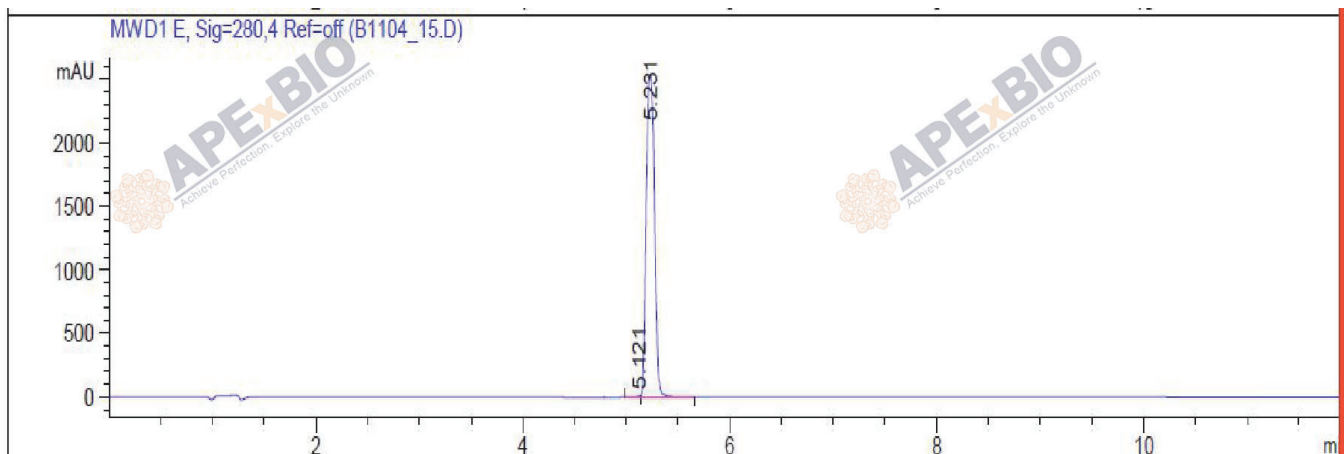 MWD1 E, Sig=280,4 Ref=off (B1104_15.D)
mAU
2000
1500
1000
500
0
5.121
5.231
2
4
6
8
10
m
APExBIO
Achieve Perfection, Explore the Unknown
APExBIO
Achieve Perfection, Explore the Unknown